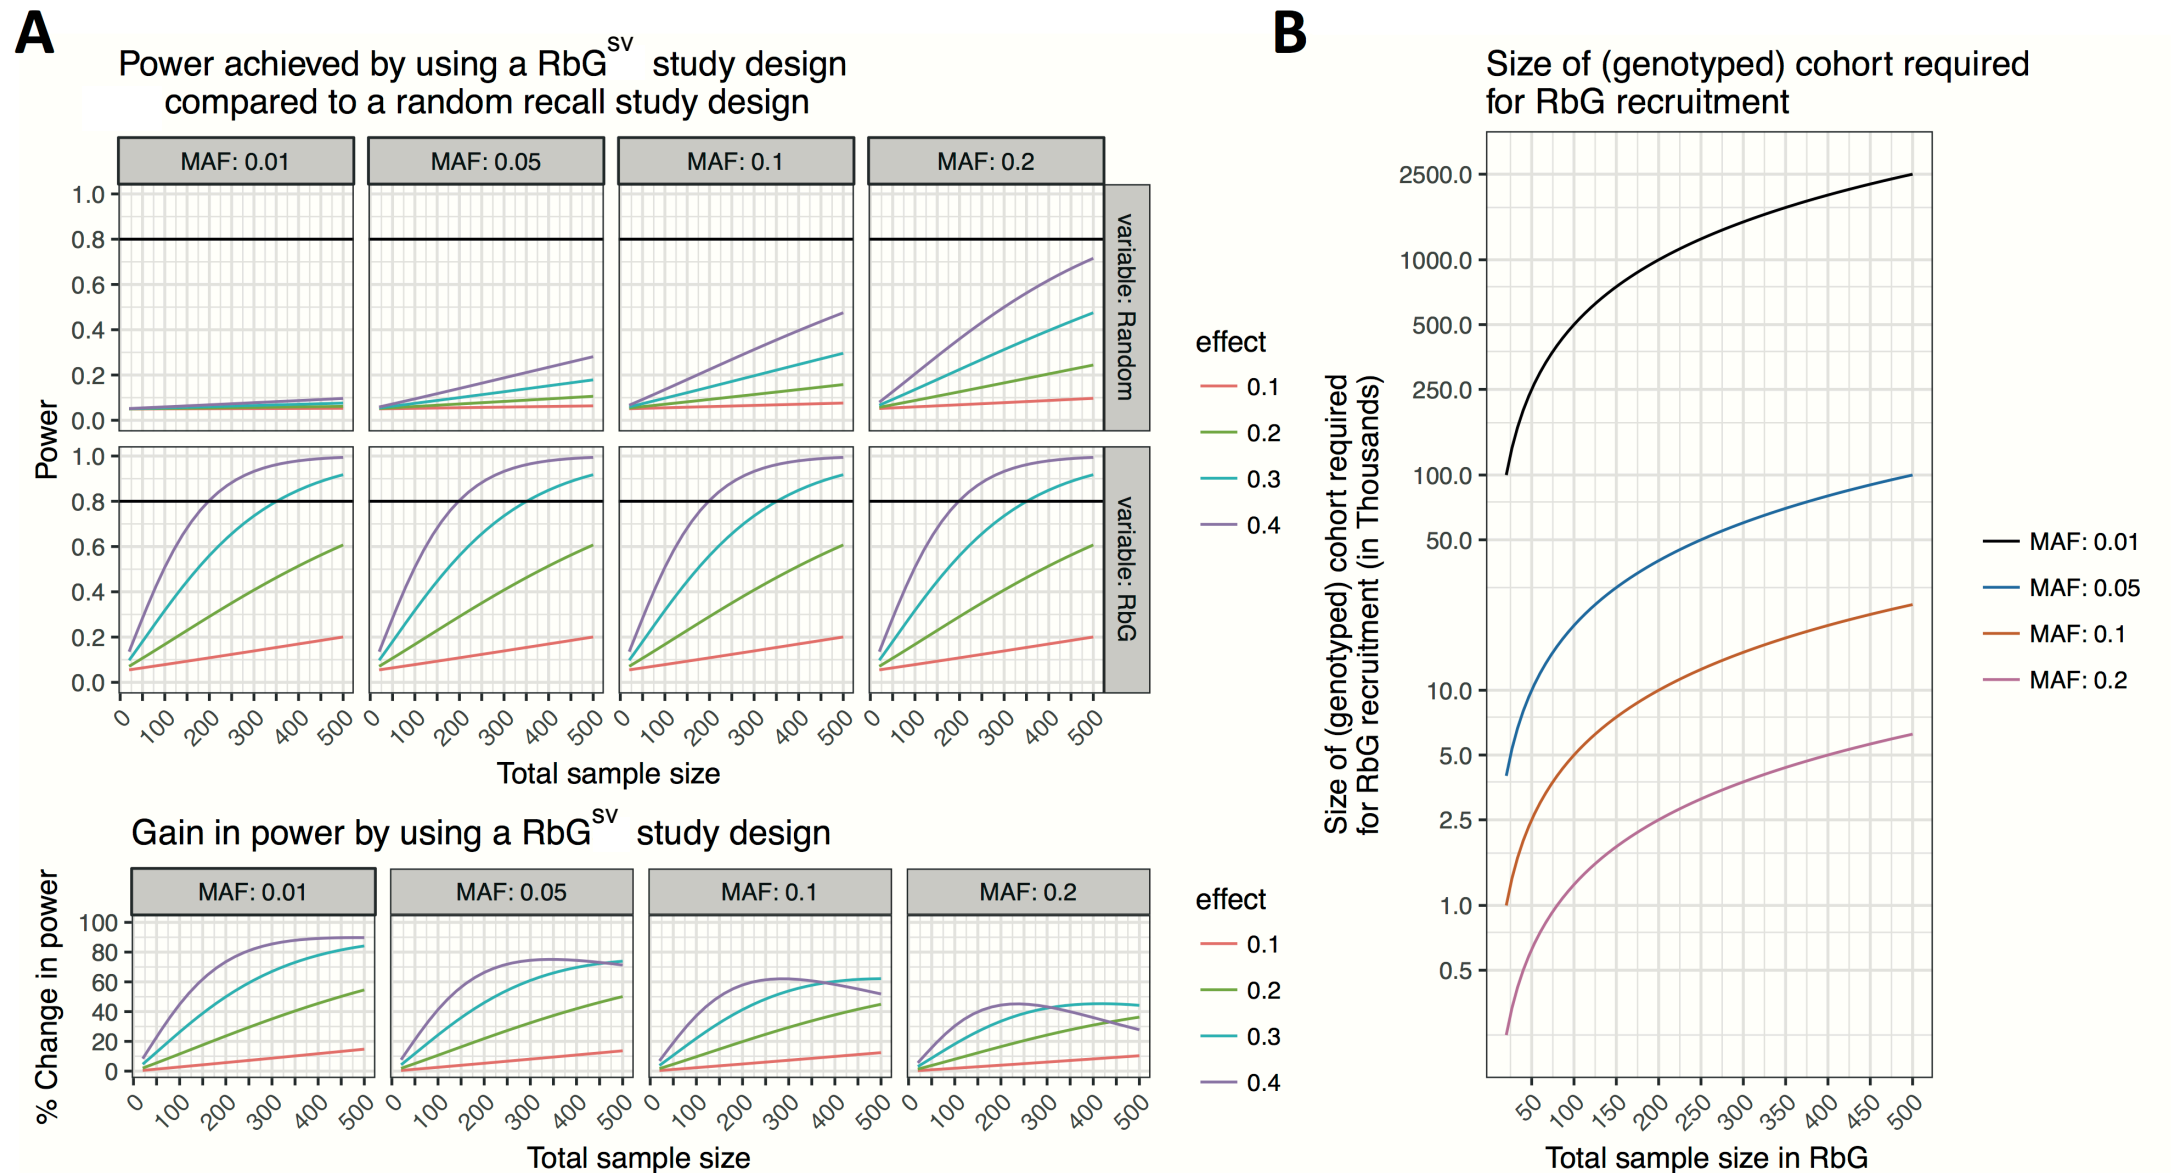 A
Power achieved by using a RbG^SV study design
compared to a random recall study design
MAF: 0.01 MAF: 0.05 MAF: 0.1 MAF: 0.2
1.0
0.8
0.6
0.4
0.2
0.0
variable: Random
Power
1.0
0.8
0.6
0.4
0.2
0.0
variable: RbG
0 100 200 300 400 500 0 100 200 300 400 500 0 100 200 300 400 500 0 100 200 300 400 500
Total sample size
effect
0.1
0.2
0.3
0.4
Gain in power by using a RbG^SV study design
MAF: 0.01 MAF: 0.05 MAF: 0.1 MAF: 0.2
% Change in power
100
80
60
40
20
0
0 100 200 300 400 500 0 100 200 300 400 500 0 100 200 300 400 500 0 100 200 300 400 500
Total sample size
effect
0.1
0.2
0.3
0.4
B
Size of (genotyped) cohort required
for RbG recruitment
Size of (genotyped) cohort required
for RbG recruitment (in Thousands)
2500.0
1000.0
500.0
250.0
100.0
50.0
10.0
5.0
2.5
1.0
0.5
50 100 150 200 250 300 350 400 450 500
Total sample size in RbG
MAF: 0.01
MAF: 0.05
MAF: 0.1
MAF: 0.2